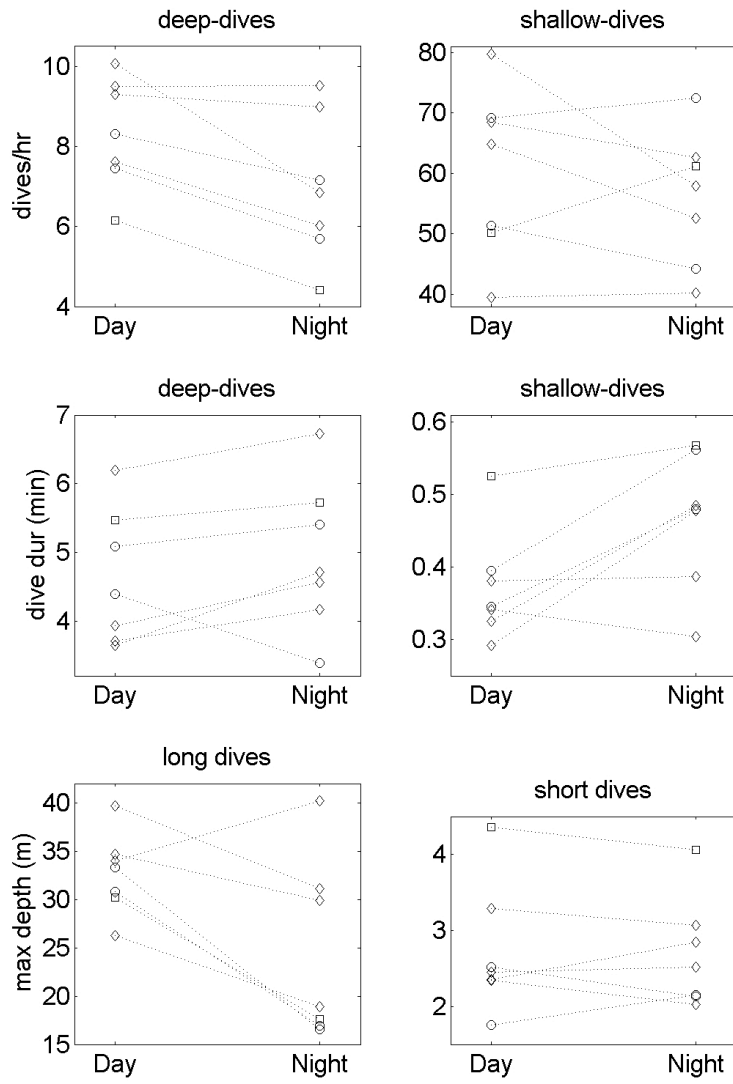 deep-dives
dives/hr
10
8
6
4
Day Night
shallow-dives
80
70
60
50
40
Day Night
deep-dives
dive dur (min)
7
6
5
4
Day Night
shallow-dives
0.6
0.5
0.4
0.3
Day Night
long dives
max depth (m)
40
35
30
25
20
15
Day Night
short dives
4
3
2
Day Night